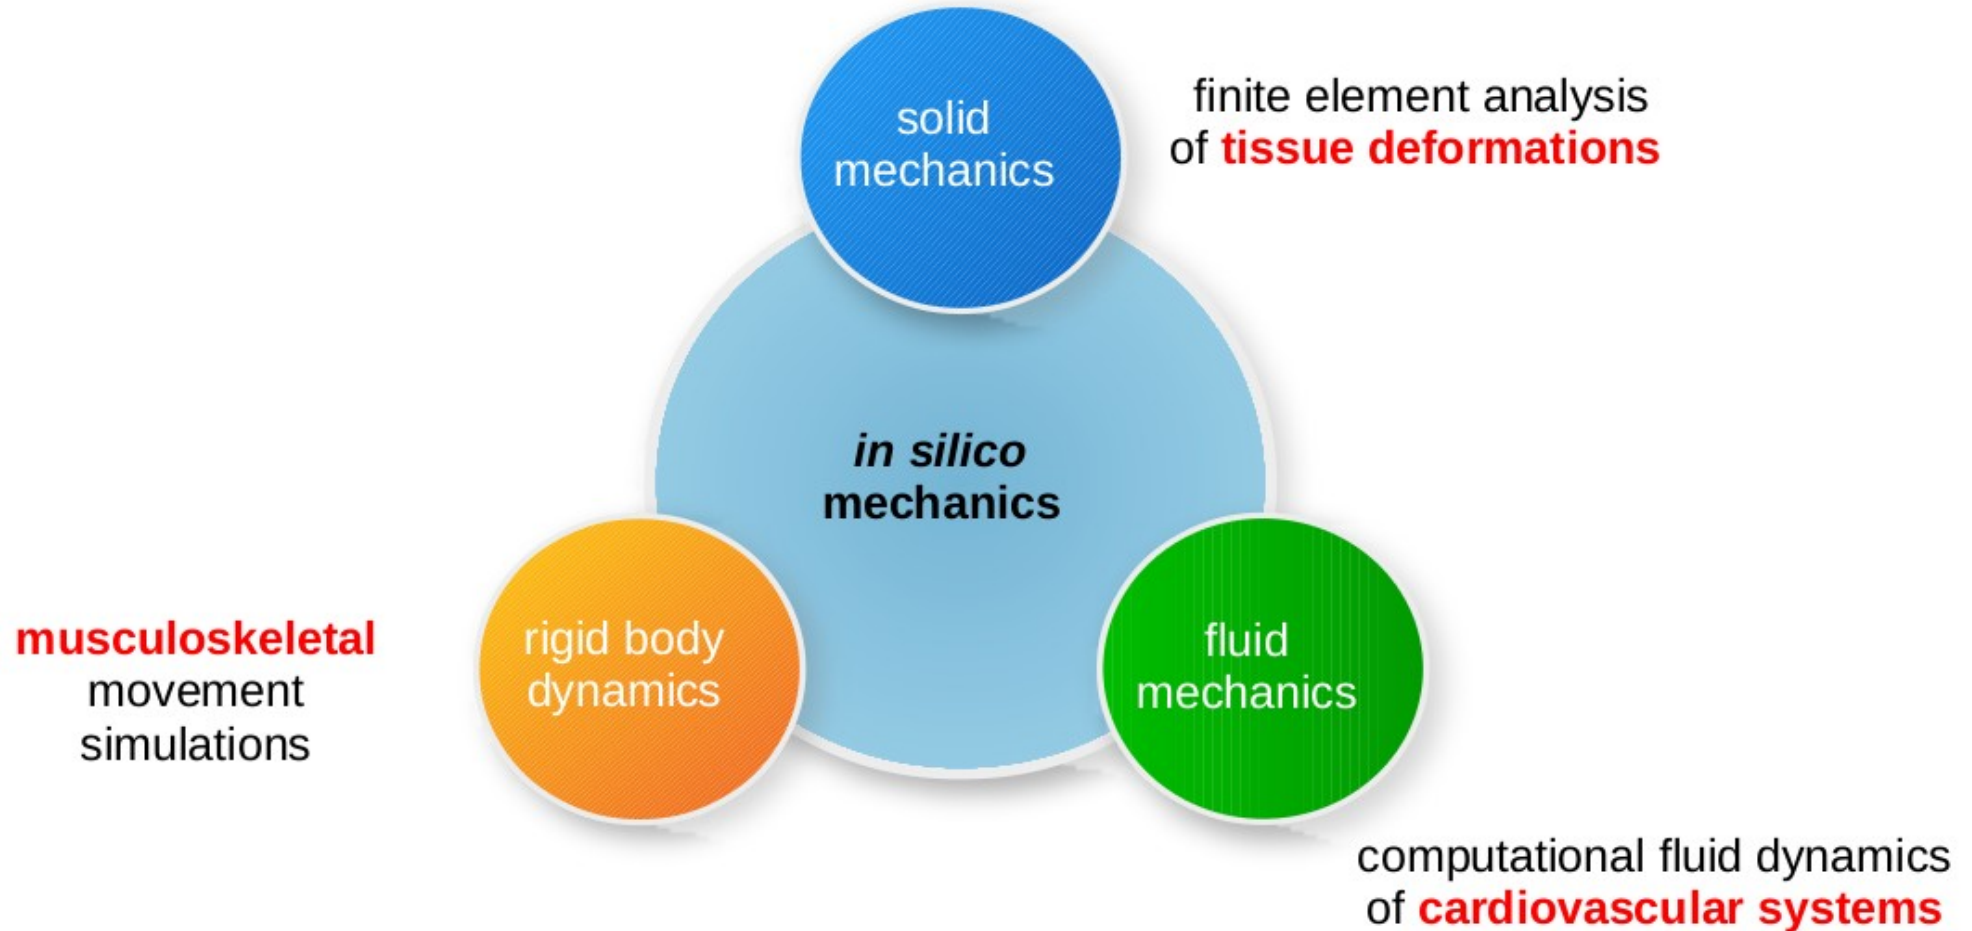 solid
mechanics
finite element analysis
of tissue deformations
in silico
mechanics
musculoskeletal
movement
simulations
rigid body
dynamics
fluid
mechanics
computational fluid dynamics
of cardiovascular systems